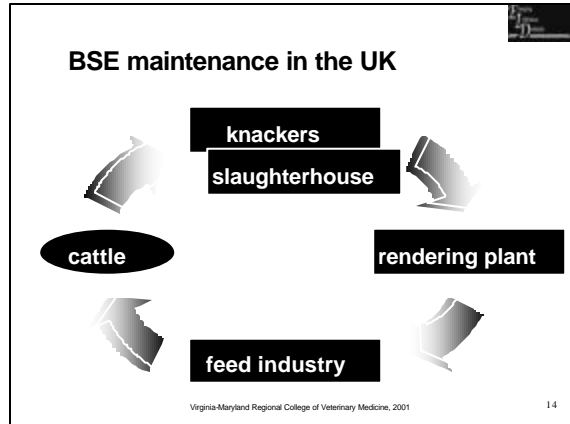 BSE maintenance in the UK
knackers
slaughterhouse
cattle
rendering plant
feed industry
Virginia-Maryland Regional College of Veterinary Medicine, 2001
14